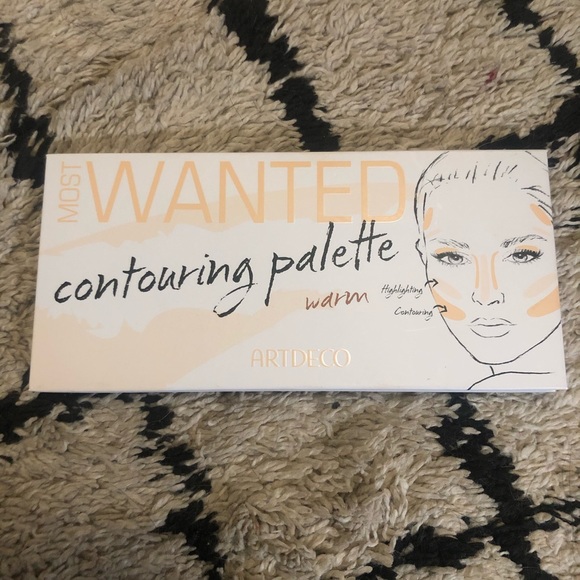 MOST
WANTED
contouring palette
warm
Highlighting
Contouring
ARTDECO